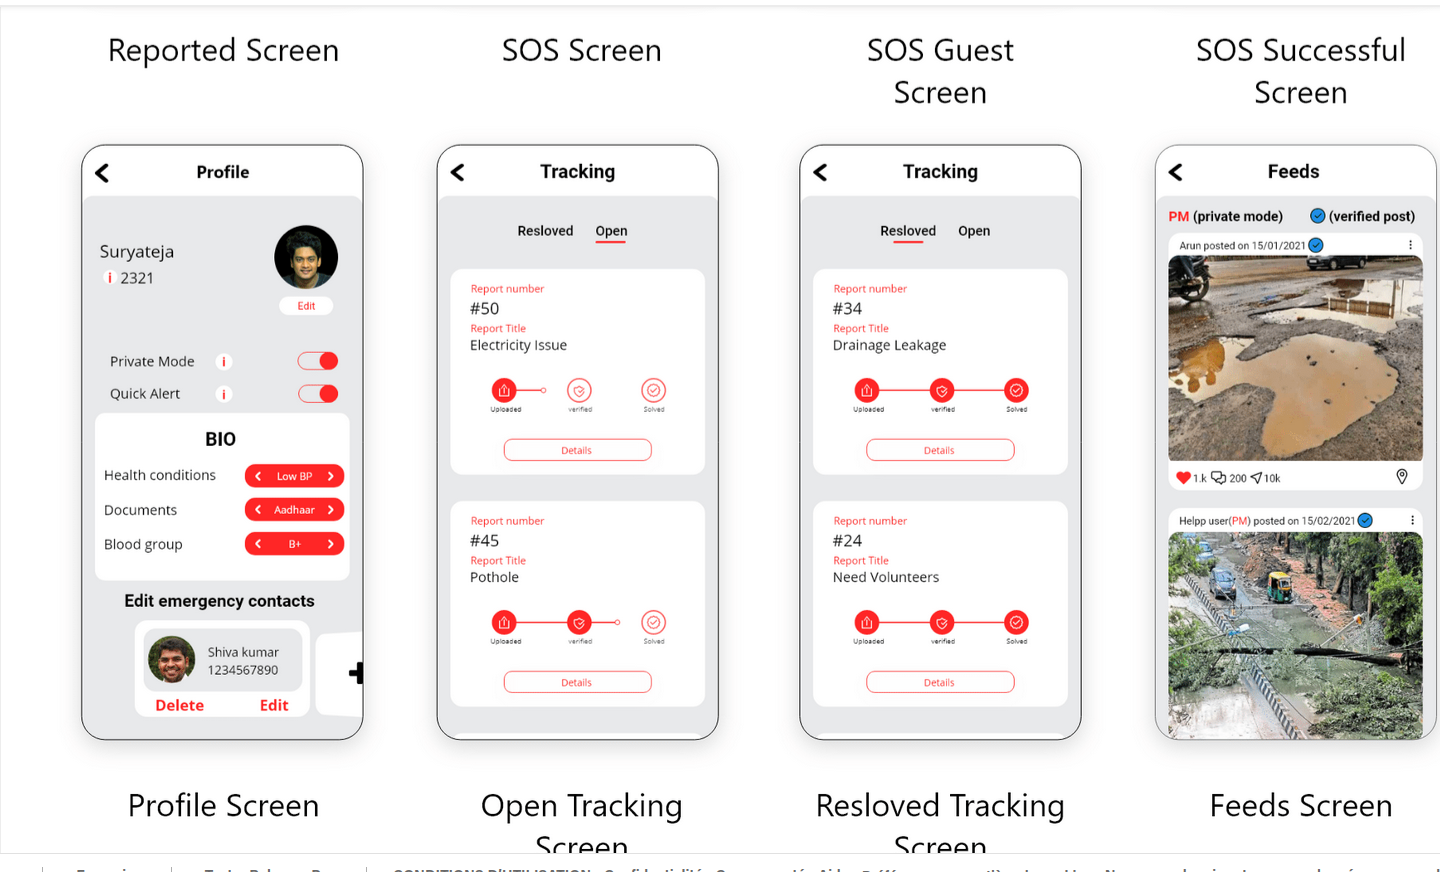 Reported Screen
SOS Screen
SOS Guest
Screen
SOS Successful
Screen
Profile
Suryateja
i 2321
Edit
Private Mode i
Quick Alert i
BIO
Health conditions < Low BP >
Documents < Aadhaar >
Blood group < B+ >
Edit emergency contacts
Shiva kumar
1234567890
Delete Edit
Profile Screen
Tracking
Resloved Open
Report number
#50
Report Title
Electricity Issue
Uploaded verified Solved
Details
Report number
#45
Report Title
Pothole
Uploaded verified Solved
Details
Open Tracking
Screen
Tracking
Resloved Open
Report number
#34
Report Title
Drainage Leakage
Uploaded verified Solved
Details
Report number
#24
Report Title
Need Volunteers
Uploaded verified Solved
Details
Resloved Tracking
Screen
Feeds
PM (private mode) (verified post)
Arun posted on 15/01/2021
1.k 200 10k
Helpp user(PM) posted on 15/02/2021
Feeds Screen